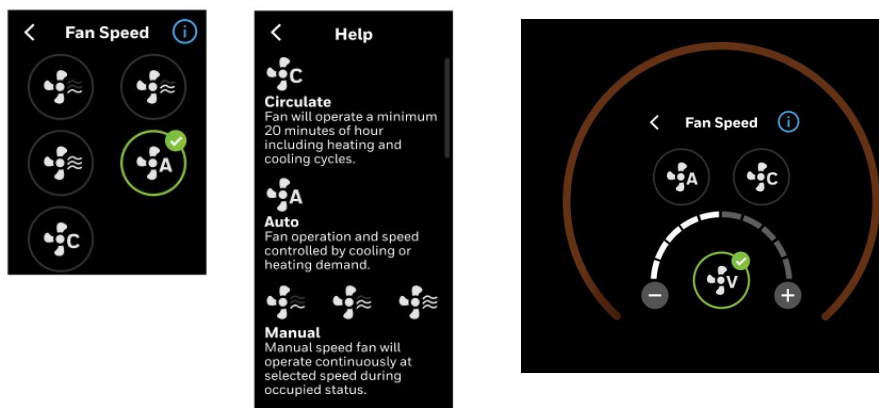 Fan Speed
A
C
Help
C
Circulate
Fan will operate a minimum
20 minutes of hour
including heating and
cooling cycles.
A
Auto
Fan operation and speed
controlled by cooling or
heating demand.
Manual
Manual speed fan will
operate continuously at
selected speed during
occupied status.
Fan Speed
A
C
V